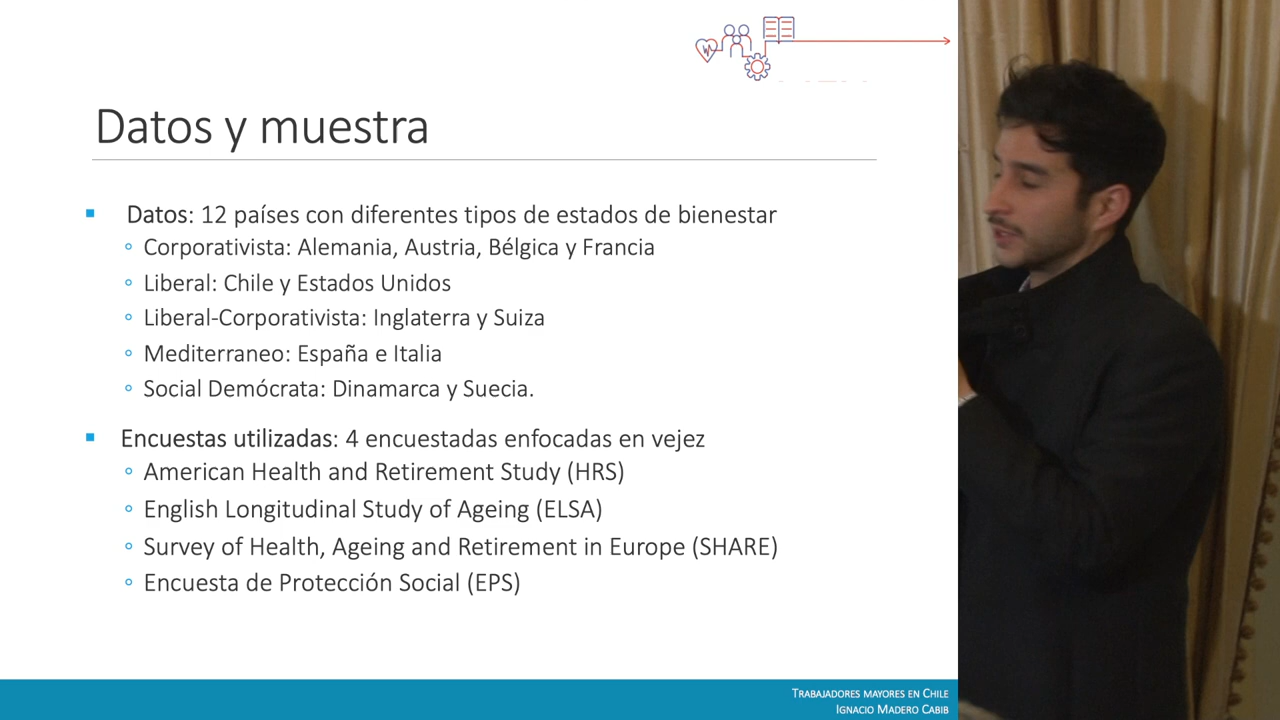 Datos y muestra
Datos: 12 países con diferentes tipos de estados de bienestar
Corporativista: Alemania, Austria, Bélgica y Francia
Liberal: Chile y Estados Unidos
Liberal-Corporativista: Inglaterra y Suiza
Mediterraneo: España e Italia
Social Demócrata: Dinamarca y Suecia.
Encuestas utilizadas: 4 encuestadas enfocadas en vejez
American Health and Retirement Study (HRS)
English Longitudinal Study of Ageing (ELSA)
Survey of Health, Ageing and Retirement in Europe (SHARE)
Encuesta de Protección Social (EPS)
TRABAJADORES MAYORES EN CHILE
IGNACIO MADERO CABIB